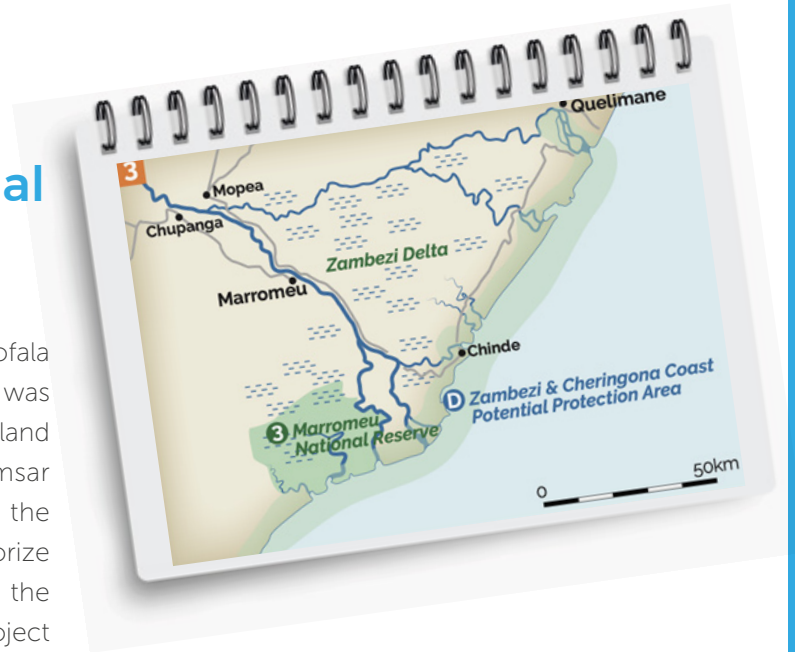 al
ofala
was
land
msar
the
orize
the
oject
3
Quelimane
Mopea
Chupanga
Zambezi Delta
Marromeu
Chinde
D Zambezi & Cheringona Coast
Potential Protection Area
3 Marromeu
National Reserve
0 50km